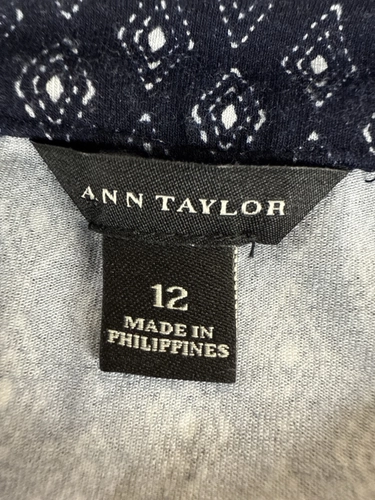 ANN TAYLOR
12
MADE IN
PHILIPPINES